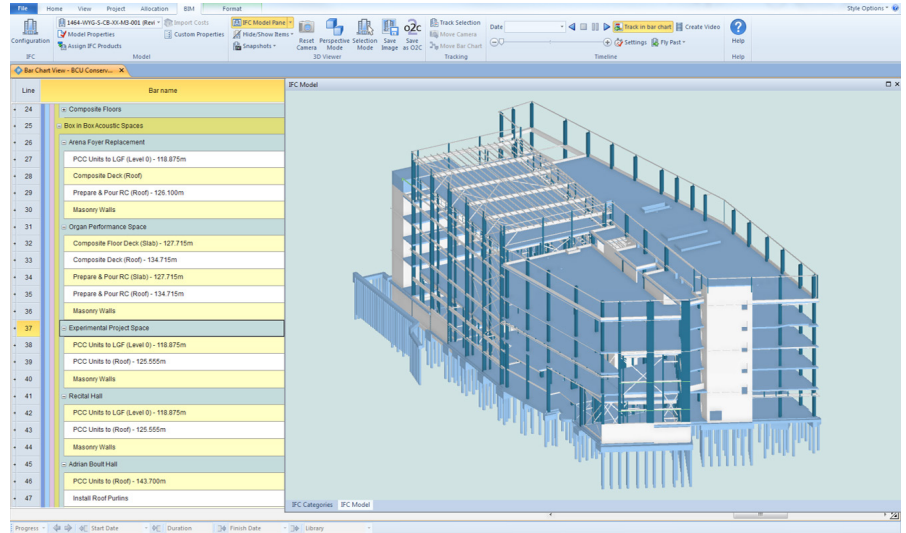 File Home View Project Allocation BIM Format Style Options
1464-WYG-S-CB-XX-M3-001 (Revi Import Costs
Model Properties Custom Properties
Assign IFC Products
Configuration
IFC Model
IFC Model Pane
Hide/Show Items
Snapshots
Reset Camera Perspective Mode Selection Mode Save Image Save as O2C
o2c
3D Viewer
Track Selection
Move Camera
Move Bar Chart
Tracking
Date Track in bar chart Create Video
Settings Fly Past
Timeline
Help
Help
Bar Chart View - BCU Conserv...
Line Bar name
24 Composite Floors
25 Box in Box Acoustic Spaces
26 Arena Foyer Replacement
27 PCC Units to LGF (Level 0) - 118.875m
28 Composite Deck (Roof)
29 Prepare & Pour RC (Roof) - 126.100m
30 Masonry Walls
31 Organ Performance Space
32 Composite Floor Deck (Slab) - 127.715m
33 Composite Deck (Roof) - 134.715m
34 Prepare & Pour RC (Slab) - 127.715m
35 Prepare & Pour RC (Roof) - 134.715m
36 Masonry Walls
37 Experimental Project Space
38 PCC Units to LGF (Level 0) - 118.875m
39 PCC Units to (Roof) - 125.555m
40 Masonry Walls
41 Recital Hall
42 PCC Units to LGF (Level 0) - 118.875m
43 PCC Units to (Roof) - 125.555m
44 Masonry Walls
45 Adrian Boult Hall
46 PCC Units to (Roof) - 143.700m
47 Install Roof Purlins
IFC Model
IFC Categories IFC Model
Progress Start Date Duration Finish Date Library